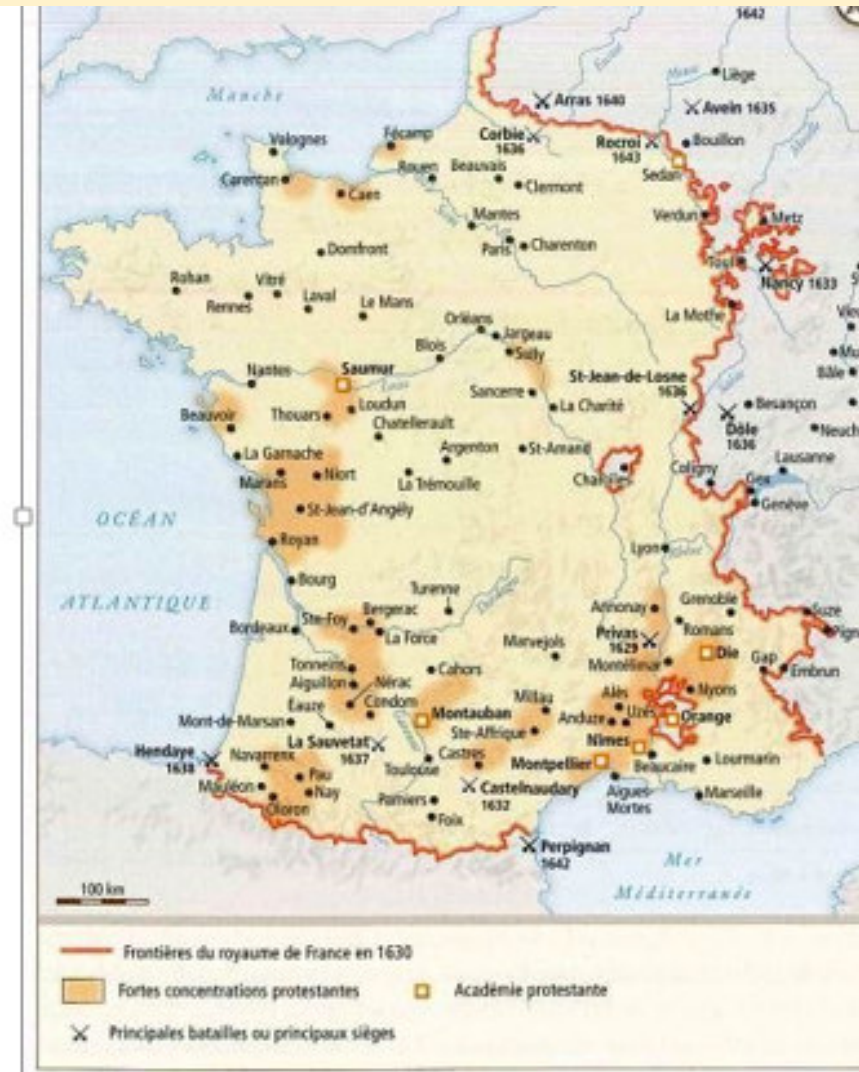 1642
Liège
Meuse
Manche
Arras 1640
Avein 1635
Moselle
Valognes
Fécamp
Corbie
1636
Rocroi
1643
Bouillon
Carentan
Rouen
Beauvais
Sedan
Caen
Clermont
Mantes
Verdun
Metz
Domfront
Paris
Charenton
Toul
Nancy 1633
Rohan
Vitré
Rennes
Laval
Le Mans
La Mothe
Orléans
Jargeau
Blois
Sully
Nantes
Saumur
Loire
Sancerre
St-Jean-de-Losne
1636
Beauvoir
Thouars
Loudun
La Charité
Besançon
Chatellerault
Dôle
1636
La Garnache
Argenton
St-Amand
Lausanne
Marans
Niort
La Trémouille
Coligny
Gex
Genève
OCÉAN
St-Jean-d'Angély
Royan
Lyon
Rhône
Bourg
ATLANTIQUE
Turenne
Dordogne
Annonay
Grenoble
Suze
Ste-Foy
Bergerac
Bordeaux
La Force
Marvejols
Privas
1629
Romans
Die
Tonneins
Cahors
Montélimar
Gap
Embrun
Aiguillon
Nérac
Millau
Alès
Nyons
Eauze
Condom
Garonne
Anduze
Uzès
Orange
Mont-de-Marsan
Montauban
Ste-Affrique
La Sauvetat
1637
Nîmes
Hendaye
1638
Navarrenx
Toulouse
Castres
Montpellier
Beaucaire
Lourmarin
Mauléon
Pau
Nay
Castelnaudary
1632
Aigues-
Mortes
Marseille
Oloron
Pamiers
Foix
Perpignan
1642
Mer
Méditerranée
100 km
Frontières du royaume de France en 1630
Fortes concentrations protestantes
Académie protestante
Principales batailles ou principaux sièges